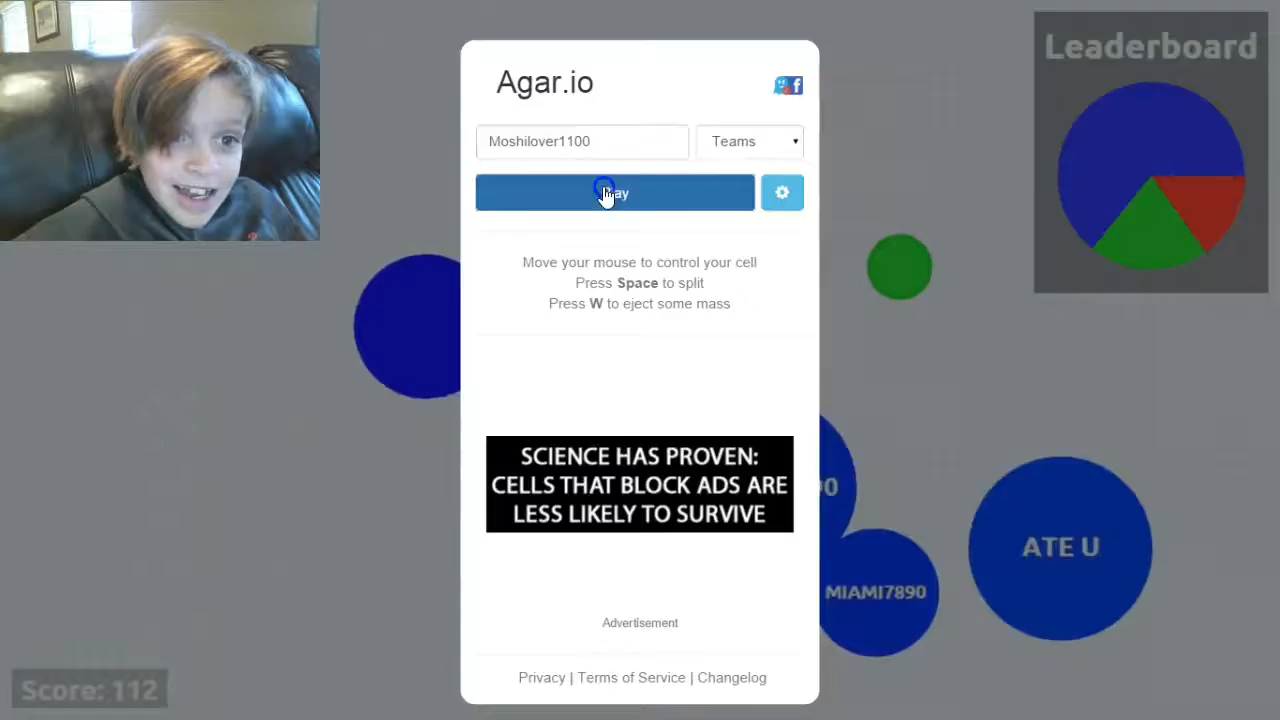 Agar.io
Leaderboard
Moshilover1100
Teams
Move your mouse to control your cell
Press Space to split
Press W to eject some mass
SCIENCE HAS PROVEN:
CELLS THAT BLOCK ADS ARE
LESS LIKELY TO SURVIVE
ATE U
MIAMI7890
Advertisement
Privacy | Terms of Service | Changelog
Score: 112